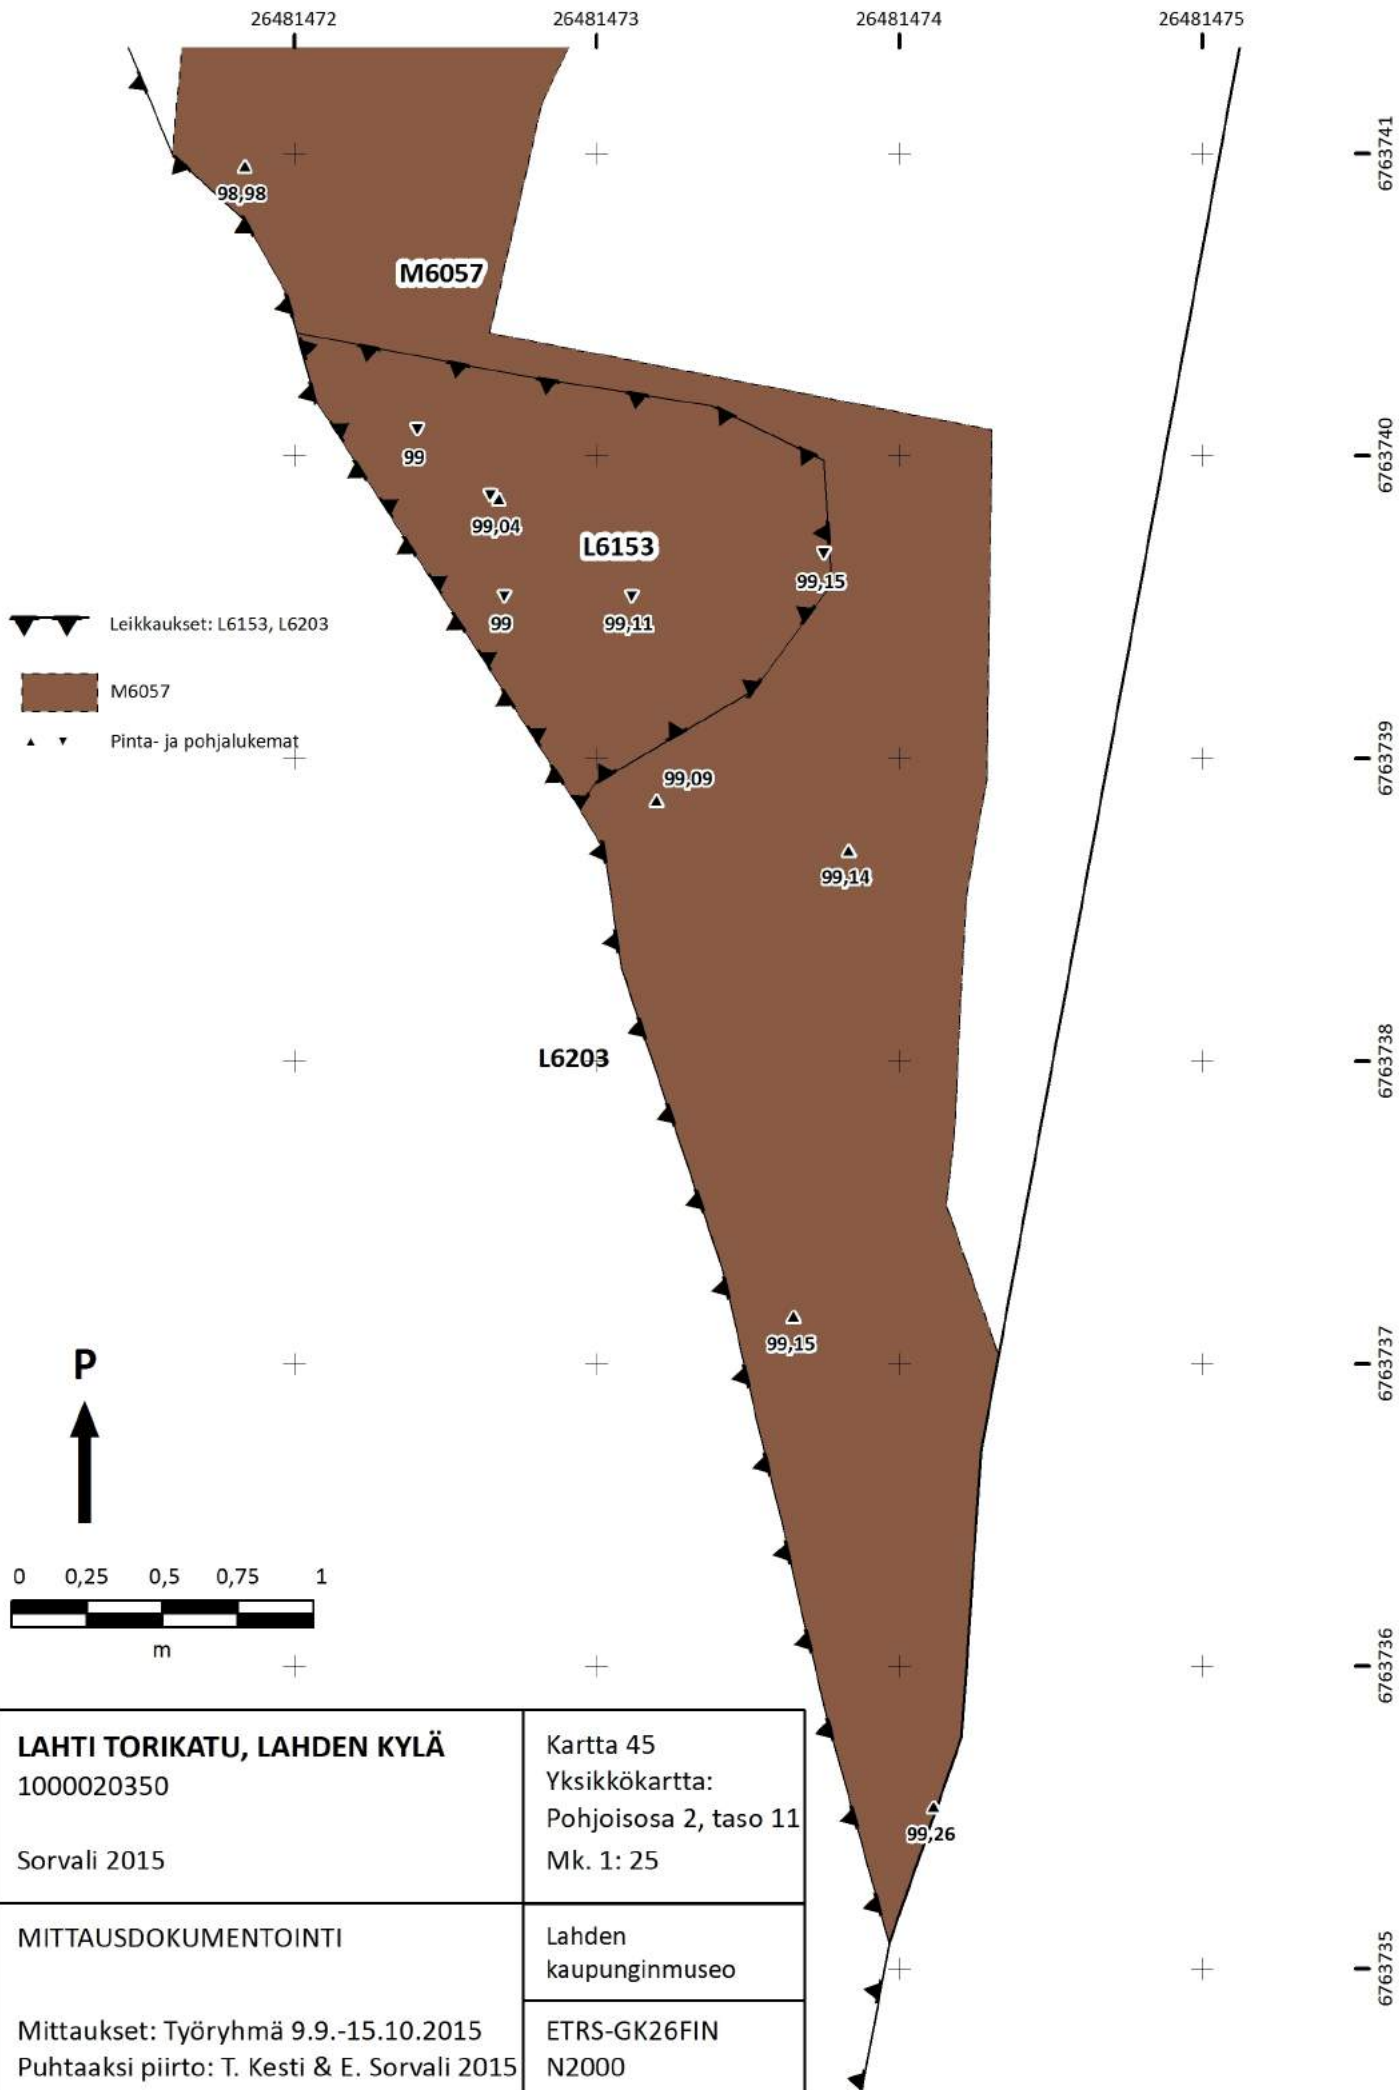 26481472 26481473 26481474 26481475
6763741
98,98
M6057
6763740
99
99,04
L6153
99,15
99
99,11
Leikkaukset: L6153, L6203
M6057
Pinta- ja pohjalukemat
6763739
99,09
99,14
L6203
6763738
99,15
6763737
P
0 0,25 0,5 0,75 1
m
6763736
LAHTI TORIKATU, LAHDEN KYLÄ
1000020350
Sorvali 2015
Kartta 45
Yksikkökartta:
Pohjoisosa 2, taso 11
Mk. 1: 25
99,26
MITTAUSDOKUMENTOINTI
Lahden
kaupunginmuseo
6763735
Mittaukset: Työryhmä 9.9.-15.10.2015
Puhtaaksi piirto: T. Kesti & E. Sorvali 2015
ETRS-GK26FIN
N2000